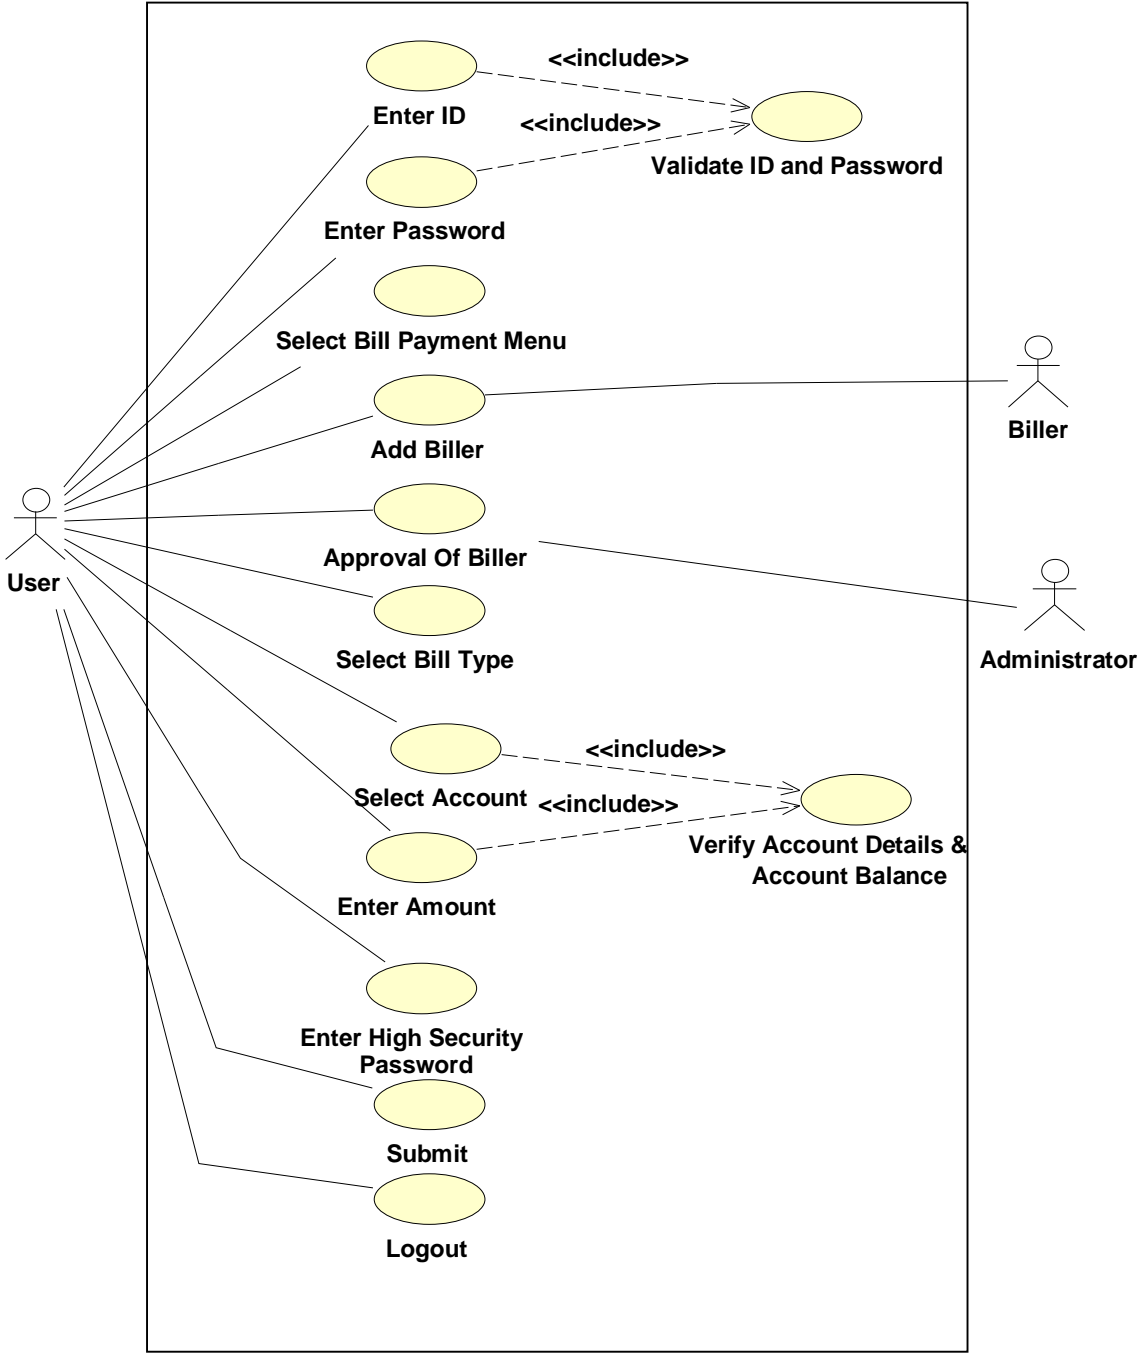 <<include>>
Enter ID
<<include>>
Validate ID and Password
Enter Password
Select Bill Payment Menu
Biller
Add Biller
Approval Of Biller
User
Select Bill Type
Administrator
<<include>>
Select Account
<<include>>
Verify Account Details &
Account Balance
Enter Amount
Enter High Security
Password
Submit
Logout